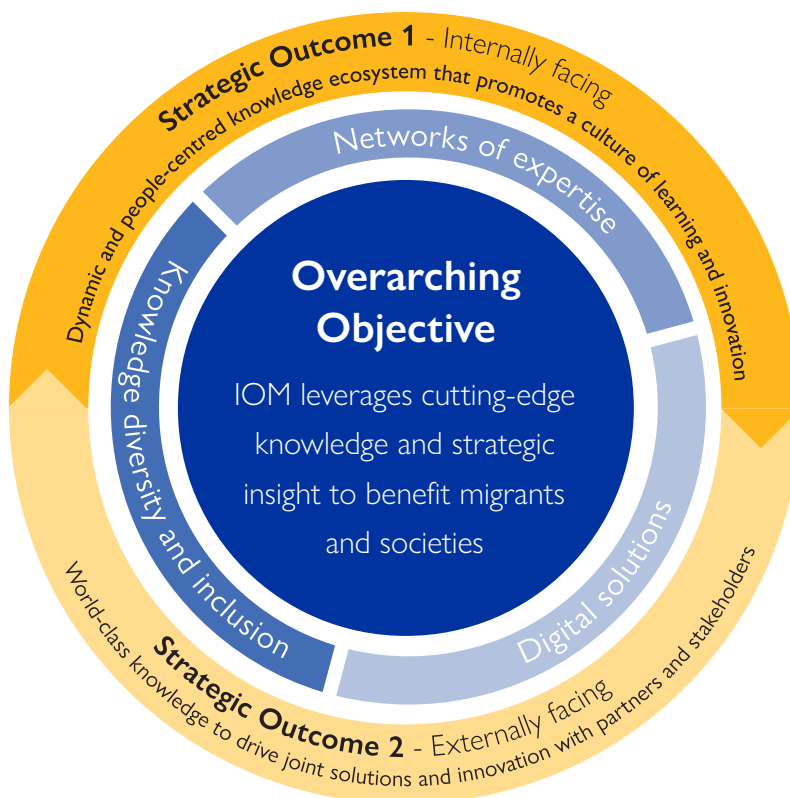 Strategic Outcome 1 - Internally facing
Dynamic and people-centred knowledge ecosystem that promotes a culture of learning and innovation
Networks of expertise
Knowledge diversity and inclusion
Digital solutions
Overarching
Objective
IOM leverages cutting-edge
knowledge and strategic
insight to benefit migrants
and societies
Strategic Outcome 2 - Externally facing
World-class knowledge to drive joint solutions and innovation with partners and stakeholders